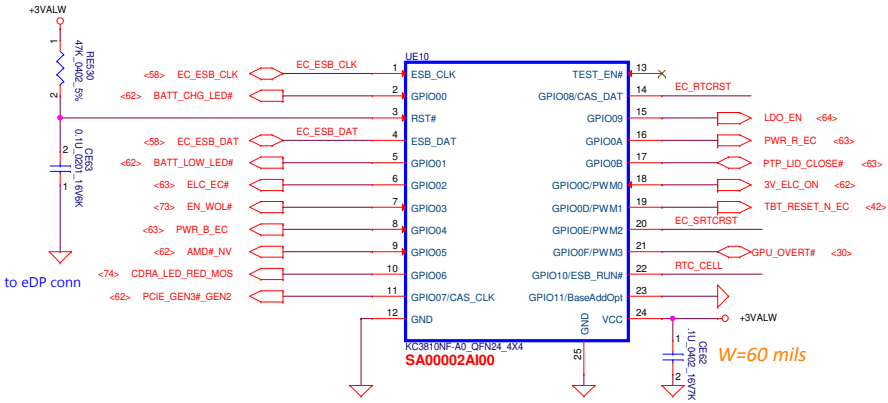 +3VALW
1
RE530
47K_0402_5%
2
2
CE63
0.1U_0201_16V6K
1
to eDP conn
UE10
<58> EC_ESB_CLK EC_ESB_CLK 1 ESB_CLK
<62> BATT_CHG_LED# 2 GPIO00
3 RST#
<58> EC_ESB_DAT EC_ESB_DAT 4 ESB_DAT
<62> BATT_LOW_LED# 5 GPIO01
<63> ELC_EC# 6 GPIO02
<73> EN_WOL# 7 GPIO03
<63> PWR_B_EC 8 GPIO04
<62> AMD#_NV 9 GPIO05
<74> CDRA_LED_RED_MOS 10 GPIO06
<62> PCIE_GEN3#_GEN2 11 GPIO07/CAS_CLK
12 GND
TEST_EN# 13
GPIO08/CAS_DAT 14 EC_RTCRST
GPIO09 15 LDO_EN <64>
GPIO0A 16 PWR_R_EC <63>
GPIO0B 17 PTP_LID_CLOSE# <63>
GPIO0C/PWM0 18 3V_ELC_ON <62>
GPIO0D/PWM1 19 TBT_RESET_N_EC <42>
GPIO0E/PWM2 20 EC_SRTCRST
GPIO0F/PWM3 21 GPU_OVERT# <30>
GPIO10/ESB_RUN# 22 RTC_CELL
GPIO11/BaseAddOpt 23
VCC 24 +3VALW
GND
25
KC3810NF-A0_QFN24_4X4
SA00002AI00
1
CE62
.1U_0402_16V7K
2
W=60 mils